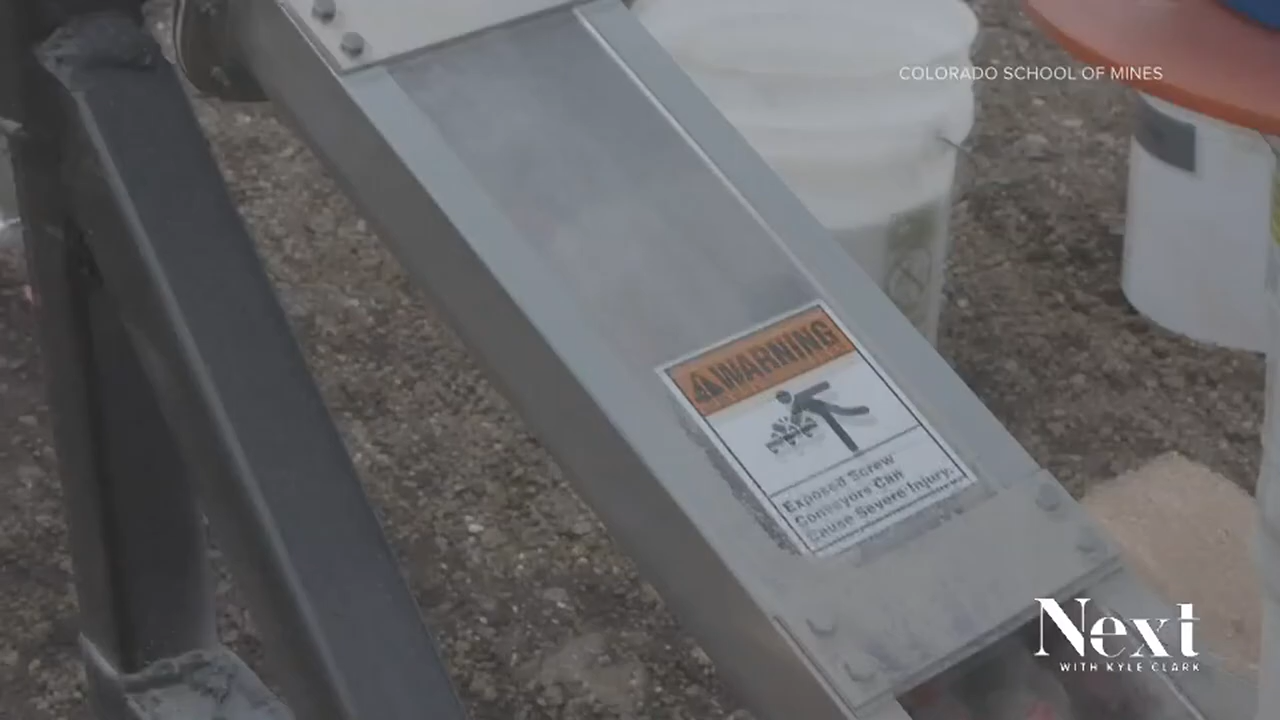 COLORADO SCHOOL OF MINES
WARNING
Exposed Screw
Conveyors Can
Cause Severe Injury.
Next
WITH KYLE CLARK